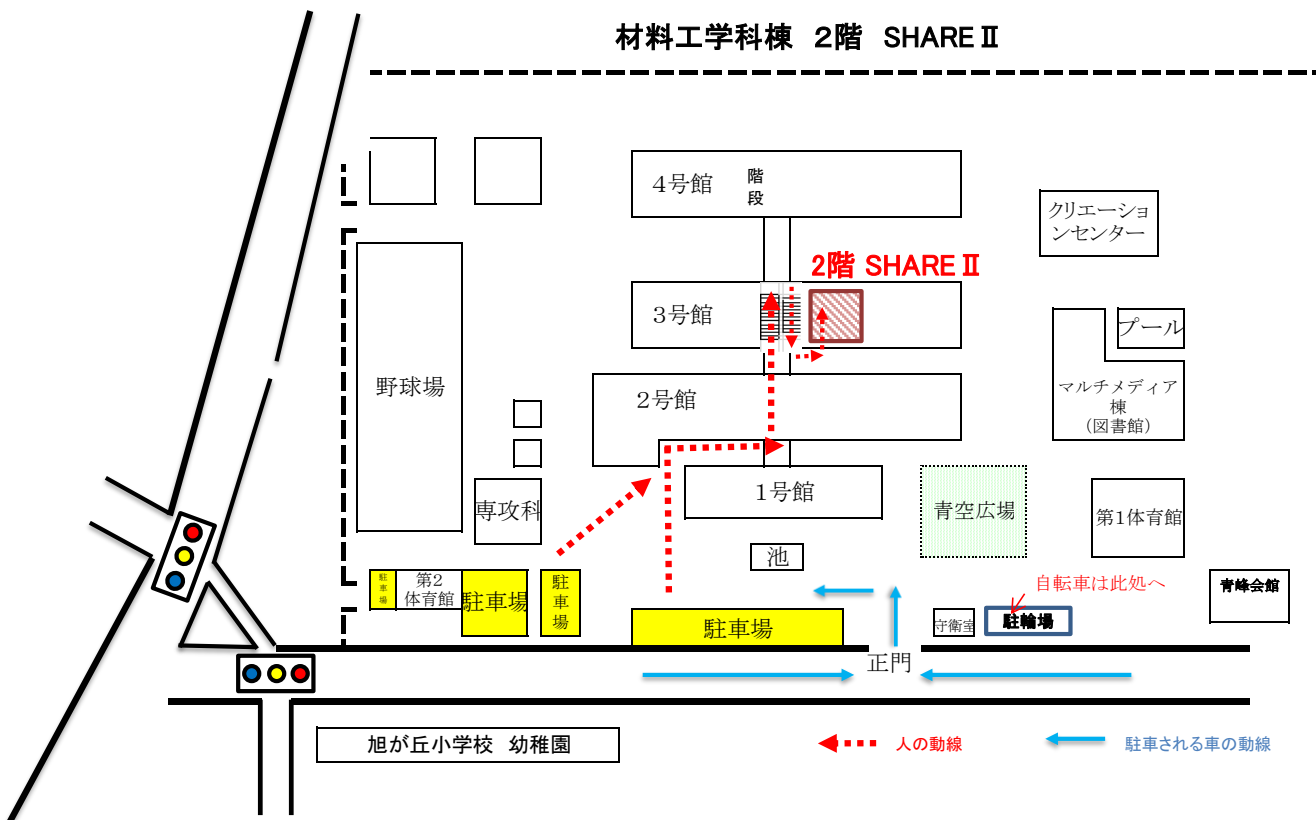 材料工学科棟 2階 SHAREⅡ
4号館
階
段
クリエーショ
ンセンター
2階 SHAREⅡ
3号館
プール
野球場
2号館
マルチメディア
棟
(図書館)
1号館
専攻科
青空広場
第1体育館
池
駐
車
場
第2
体育館
駐車場
駐
車
場
自転車は此処へ
青峰会館
駐車場
守衛室
駐輪場
正門
旭が丘小学校 幼稚園
人の動線
駐車される車の動線